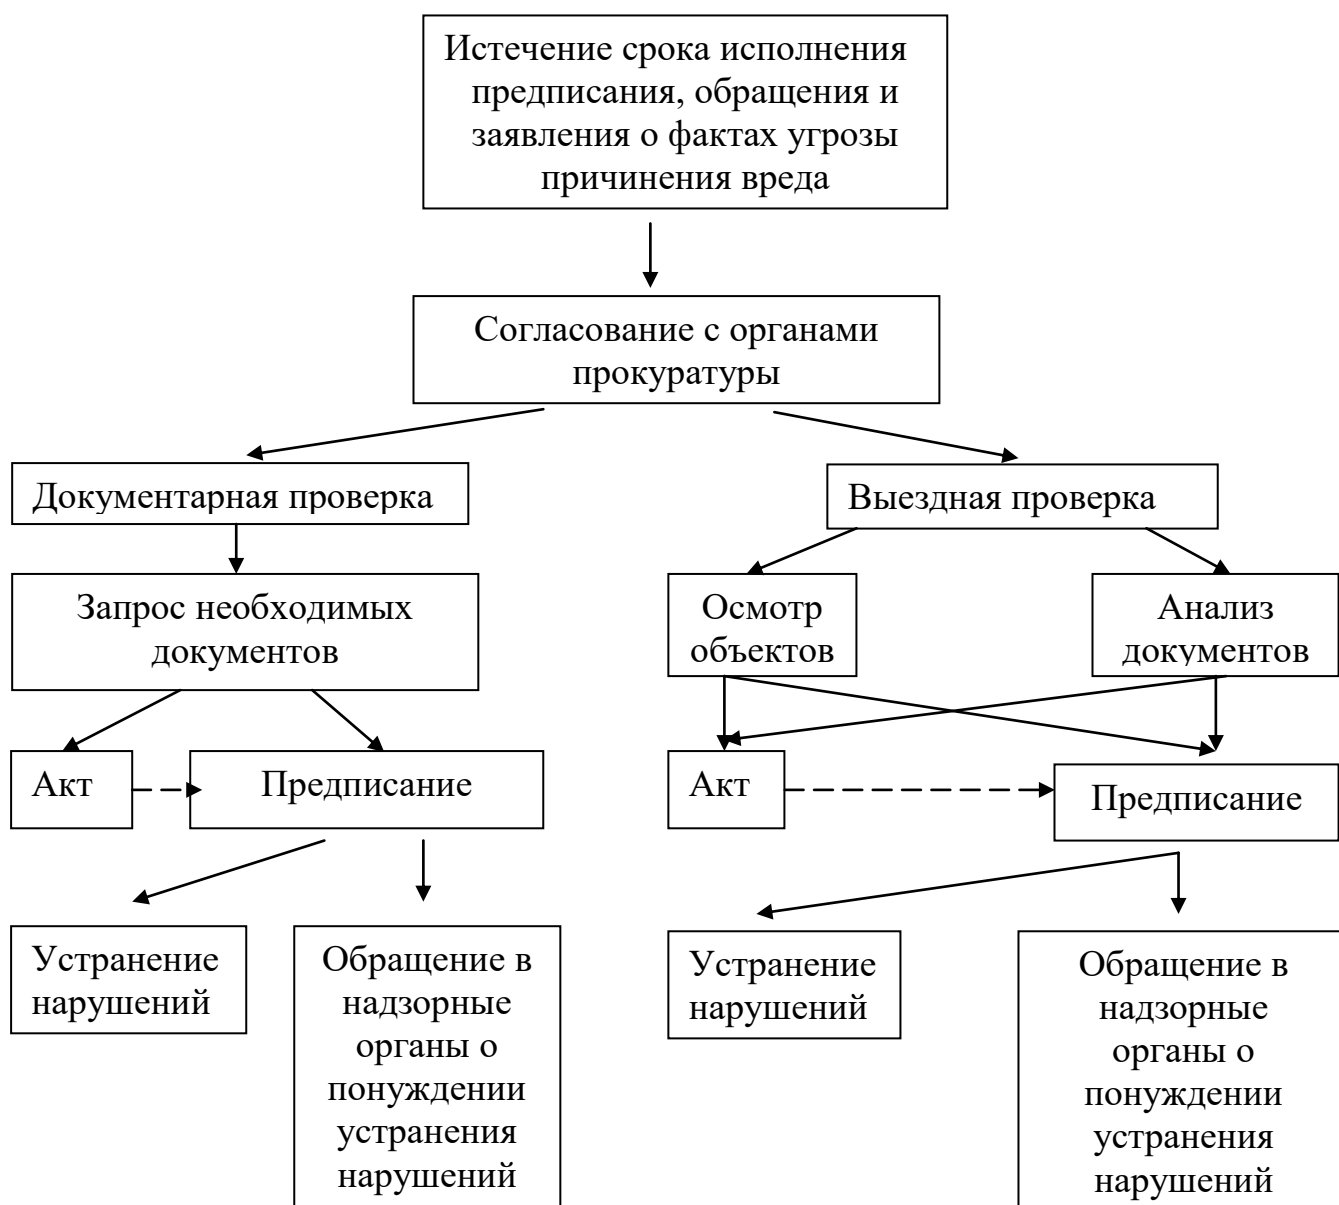 Истечение срока исполнения
предписания, обращения и
заявления о фактах угрозы
причинения вреда
Согласование с органами
прокуратуры
Документарная проверка
Выездная проверка
Запрос необходимых
документов
Осмотр
объектов
Анализ
документов
Акт
Предписание
Акт
Предписание
Устранение
нарушений
Обращение в
надзорные
органы о
понуждении
устранения
нарушений
Устранение
нарушений
Обращение в
надзорные
органы о
понуждении
устранения
нарушений